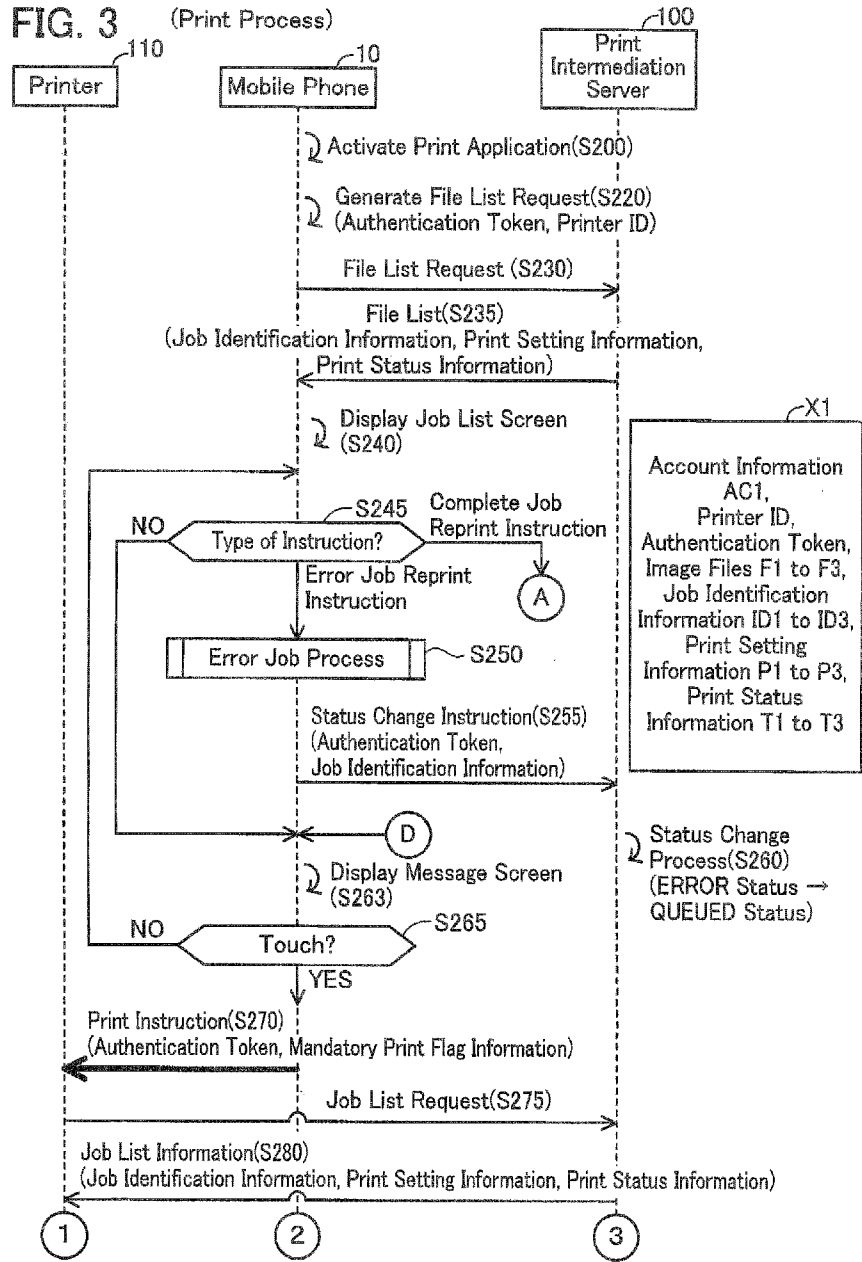 FIG. 3 (Print Process)
110
10
100
Printer
Mobile Phone
Print
Intermediation
Server
Activate Print Application(S200)
Generate File List Request(S220)
(Authentication Token, Printer ID)
File List Request (S230)
File List(S235)
(Job Identification Information, Print Setting Information,
Print Status Information)
Display Job List Screen
(S240)
X1
Account Information
AC1,
Printer ID,
Authentication Token,
Image Files F1 to F3,
Job Identification
Information ID1 to ID3,
Print Setting
Information P1 to P3,
Print Status
Information T1 to T3
NO
S245
Type of Instruction?
Complete Job
Reprint Instruction
A
Error Job Reprint
Instruction
Error Job Process
S250
Status Change Instruction(S255)
(Authentication Token,
Job Identification Information)
D
Status Change
Process(S260)
(ERROR Status →
QUEUED Status)
Display Message Screen
(S263)
NO
S265
Touch?
YES
Print Instruction(S270)
(Authentication Token, Mandatory Print Flag Information)
Job List Request(S275)
Job List Information(S280)
(Job Identification Information, Print Setting Information, Print Status Information)
1
2
3